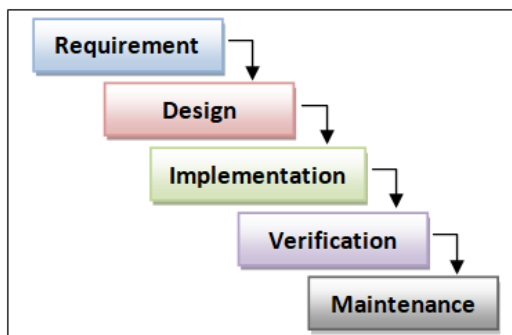 Requirement
Design
Implementation
Verification
Maintenance